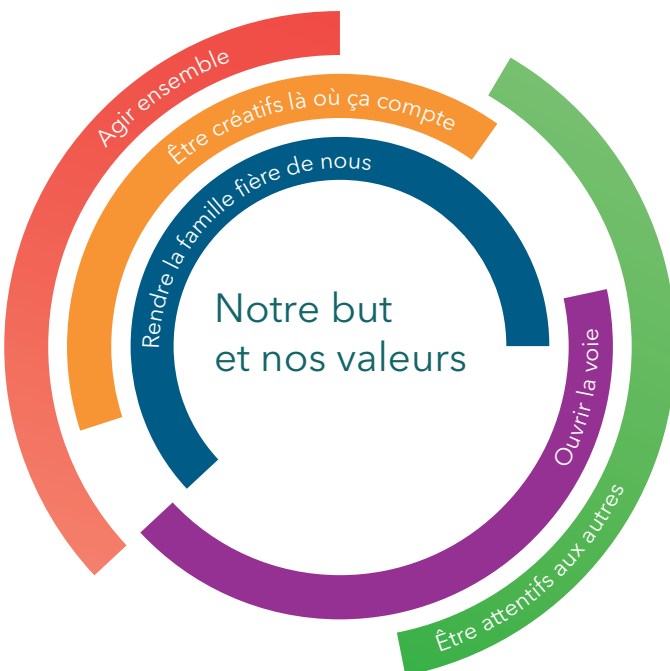 Agir ensemble
Être créatifs là où ça compte
Rendre la famille fière de nous
Notre but
et nos valeurs
Ouvrir la voie
Être attentifs aux autres